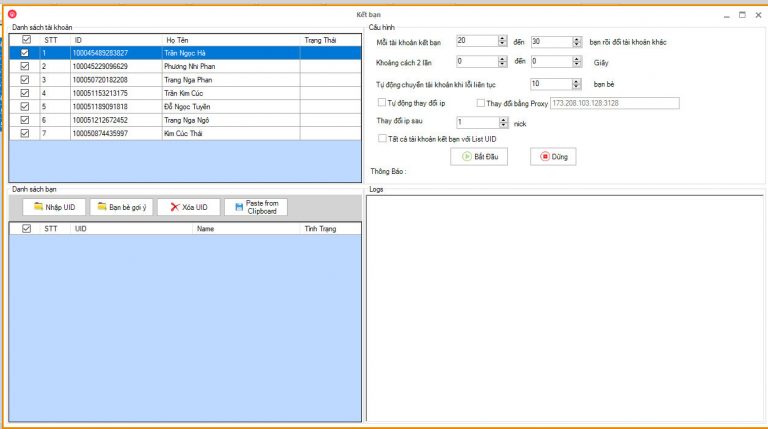 Kết bạn
Danh sách tài khoản
STT ID Họ Tên Trạng Thái
1 100045489283827 Trần Ngọc Hà
2 100045229096629 Phương Nhi Phan
3 100050720182208 Trang Nga Phan
4 100051153213175 Trần Kim Cúc
5 100051189091818 Đỗ Ngọc Tuyền
6 100051212672452 Trang Nga Ngô
7 100050874435997 Kim Cúc Thái
Cấu hình
Mỗi tài khoản kết bạn 20 đến 30 bạn rồi đổi tài khoản khác
Khoảng cách 2 lần 0 đến 0 Giây
Tự động chuyển tài khoản khi lỗi liên tục 10 bạn bè
Tự động thay đổi ip Thay đổi bằng Proxy 173.208.103.128:3128
Thay đổi ip sau 1 nick
Tất cả tài khoản kết bạn với List UID
Bắt Đầu Dừng
Thông Báo :
Danh sách bạn
Nhập UID Bạn bè gợi ý Xóa UID Paste from Clipboard
STT UID Name Tình Trạng
Logs